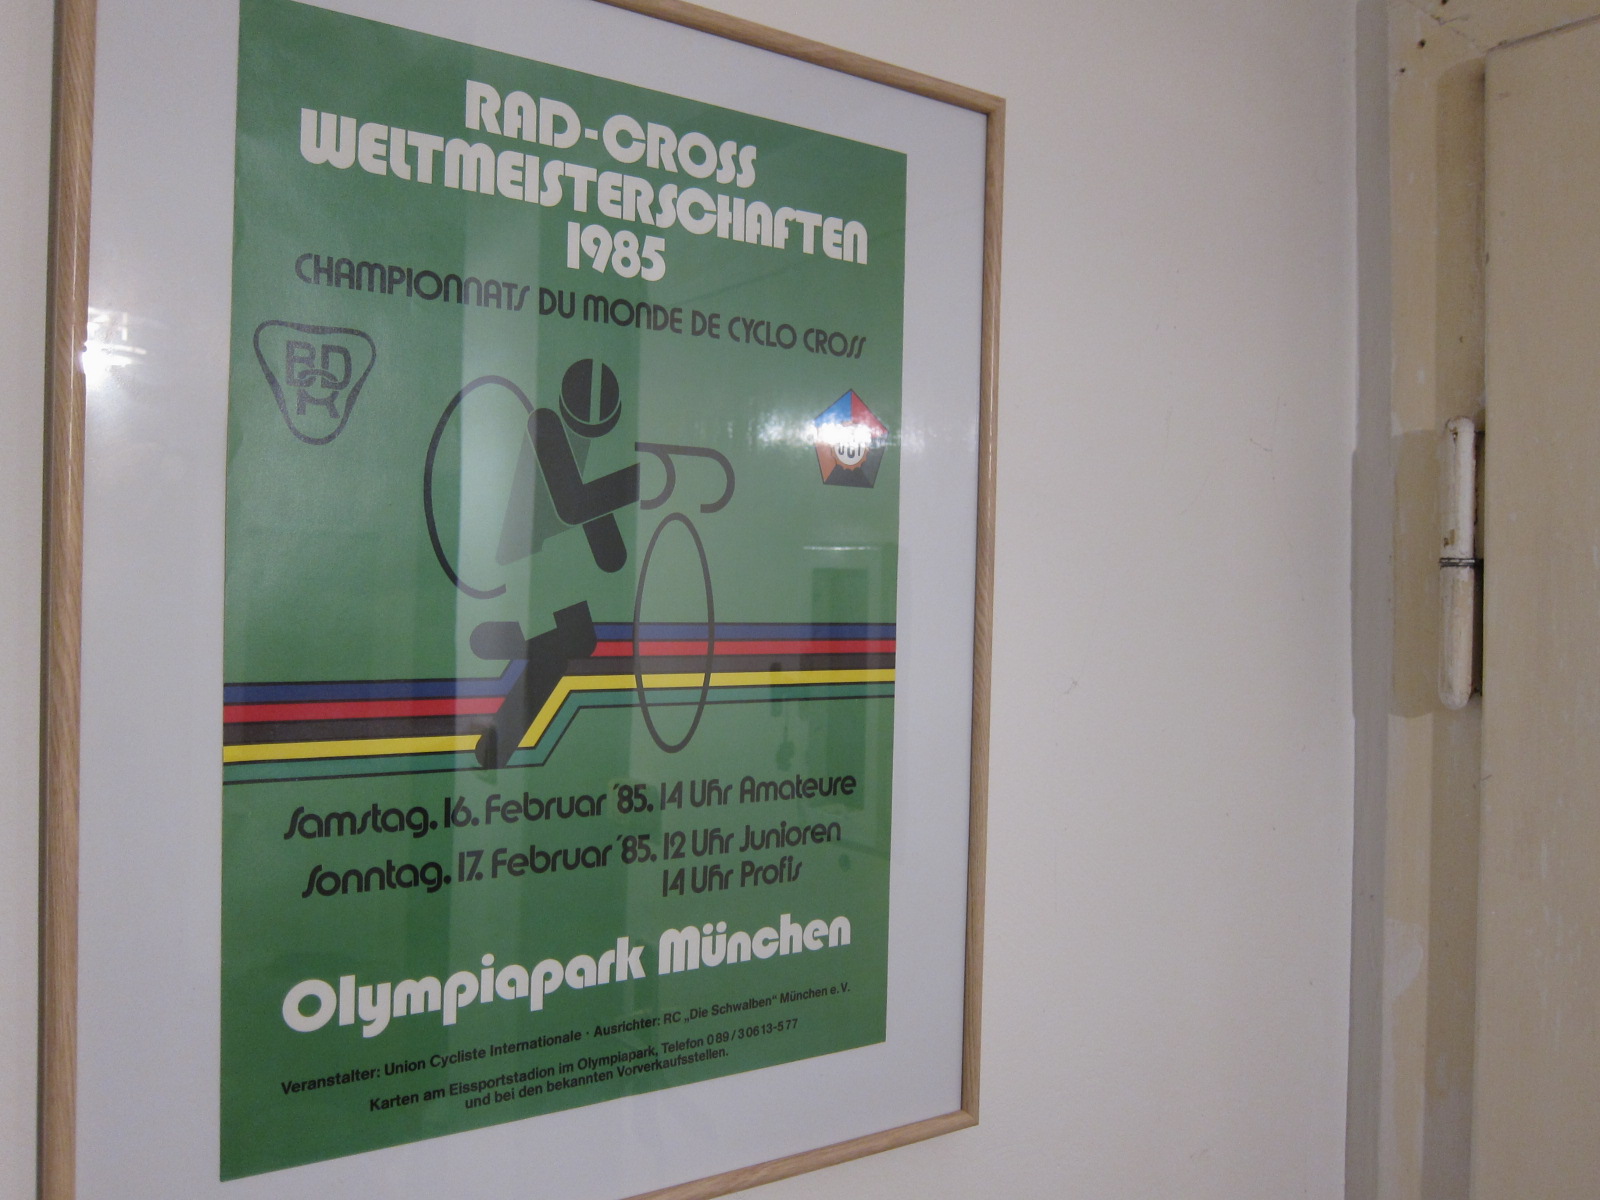 RAD-CROSS
WELTMEISTERSCHAFTEN
1985
CHAMPIONNATS DU MONDE DE CYCLO CROSS
BDR
UCI
Samstag. 16. Februar '85. 14 Uhr Amateure
Sonntag. 17. Februar '85. 12 Uhr Junioren
14 Uhr Profis
Olympiapark München
Veranstalter: Union Cycliste Internationale · Ausrichter: RC „Die Schwalben" München e.V.
Karten am Eissportstadion im Olympiapark, Telefon 089/30613-577
und bei den bekannten Vorverkaufsstellen.